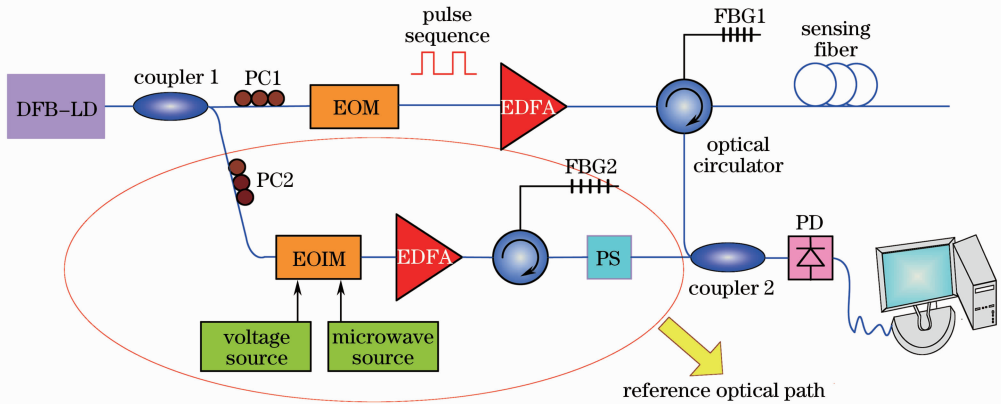 pulse
sequence
FBG1
sensing
fiber
coupler 1
PC1
DFB-LD
EOM
EDFA
optical
circulator
PC2
FBG2
PD
EOIM
EDFA
PS
coupler 2
voltage
source
microwave
source
reference optical path